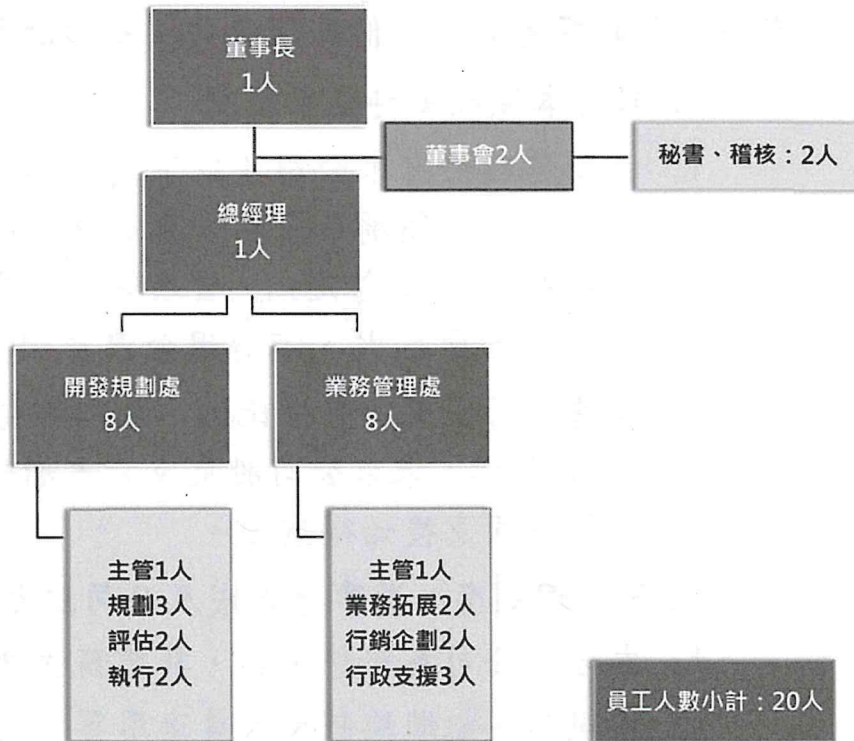 董事長
1人
董事會2人
秘書、稽核：2人
總經理
1人
開發規劃處
8人
業務管理處
8人
主管1人
規劃3人
評估2人
執行2人
主管1人
業務拓展2人
行銷企劃2人
行政支援3人
員工人數小計：20人